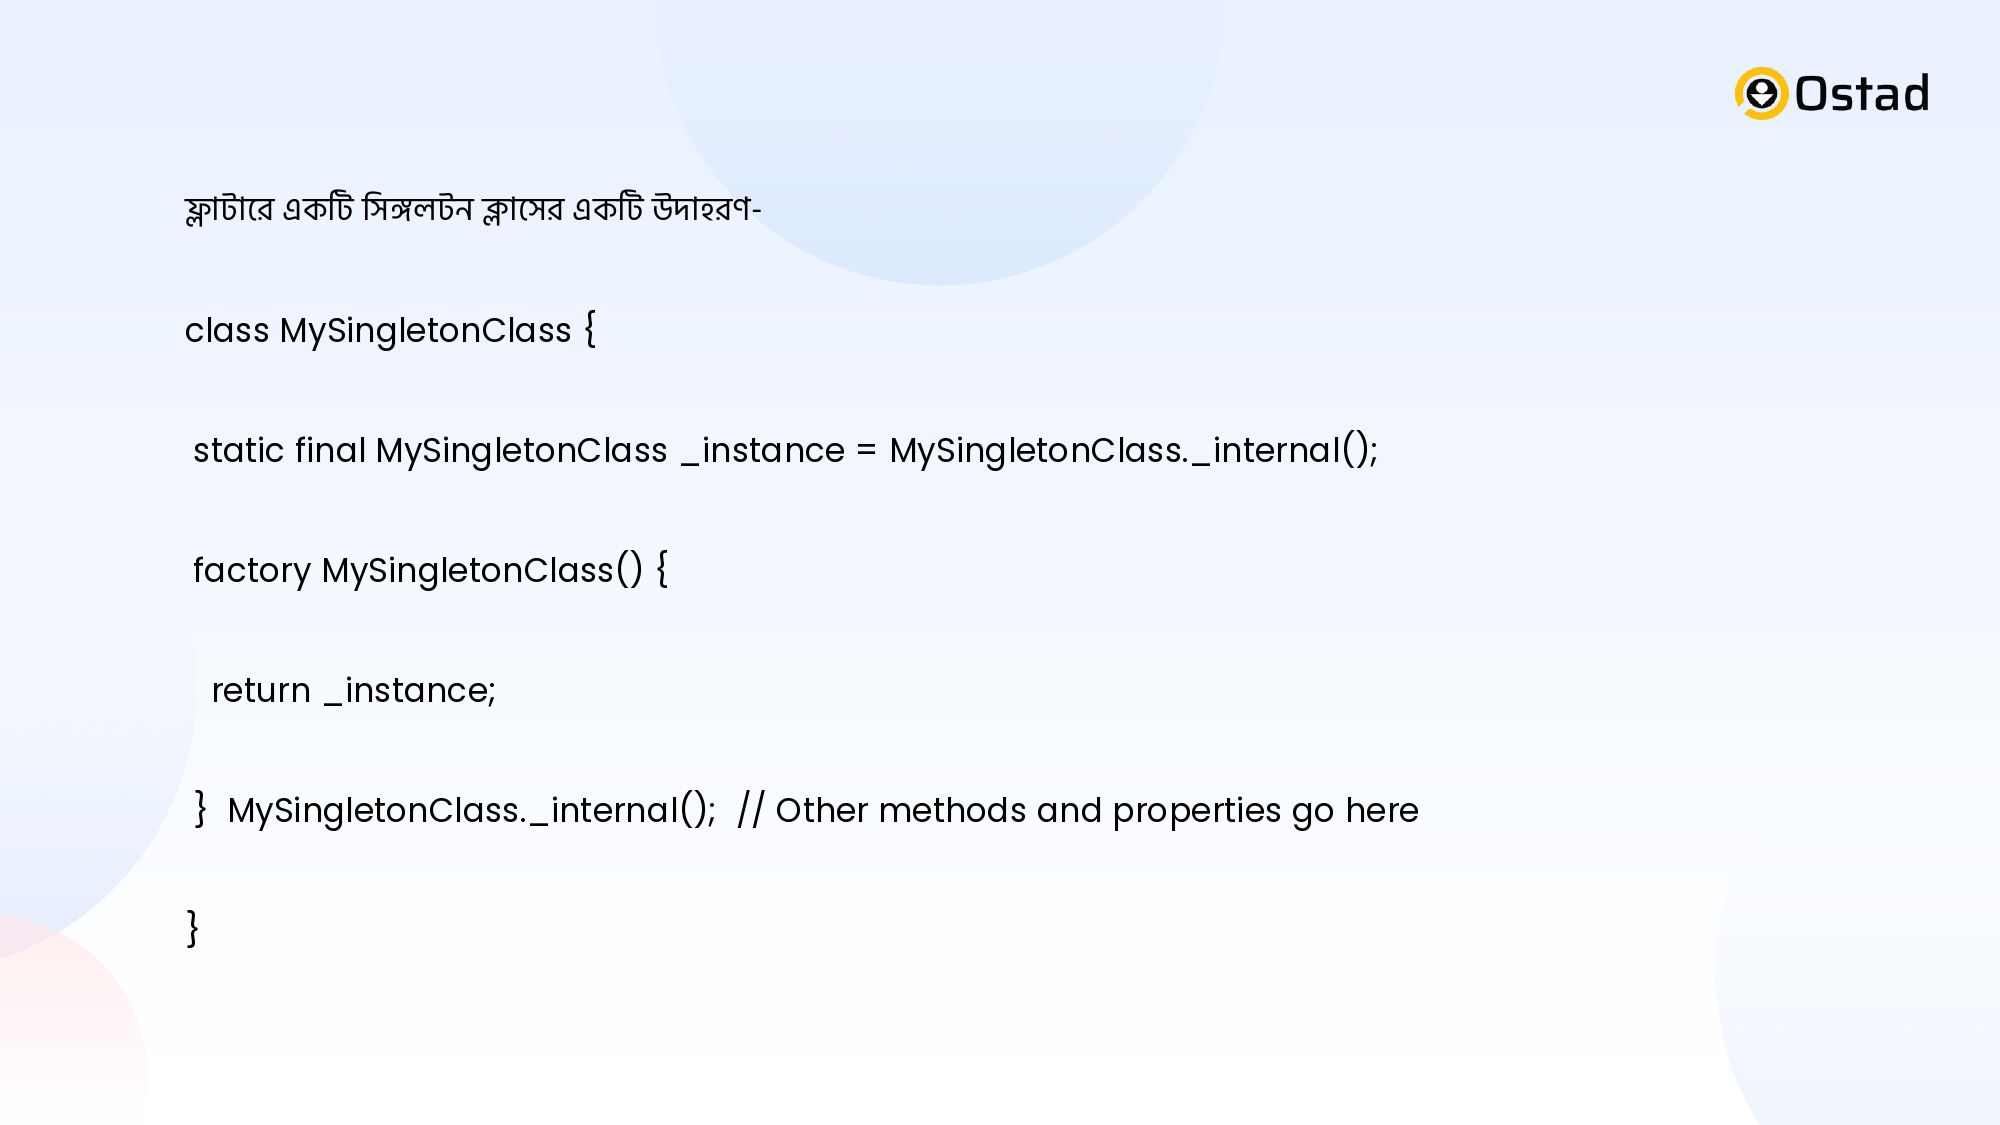 Ostad
ফ্লাটারে একটি সিঙ্গলটন ক্লাসের একটি উদাহরণ-
class MySingletonClass {
static final MySingletonClass _instance = MySingletonClass._internal();
factory MySingletonClass() {
return _instance;
} MySingletonClass._internal(); // Other methods and properties go here
}